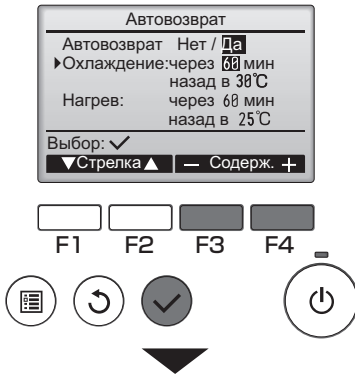 Автовозврат
Автовозврат Нет / Да
▶Охлаждение:через 60 мин
назад в 30℃
Нагрев: через 60 мин
назад в 25℃
Выбор: ✓
▼Стрелка▲ — Содерж. +
F1 F2 F3 F4